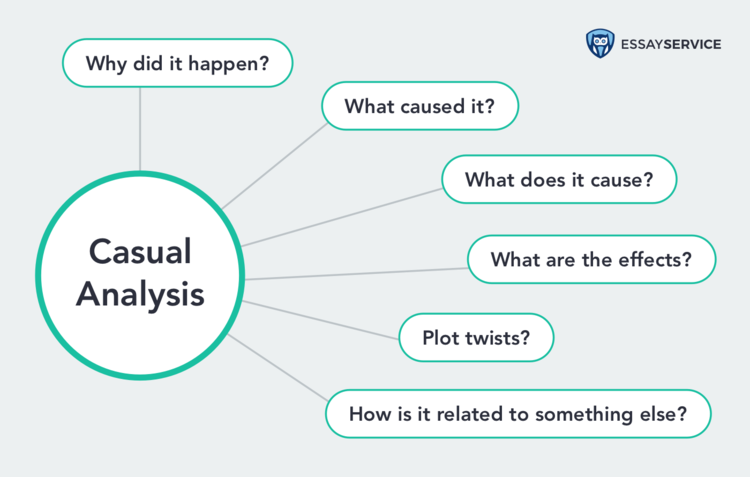 Why did it happen?
ESSAYSERVICE
What caused it?
What does it cause?
Casual
Analysis
What are the effects?
Plot twists?
How is it related to something else?